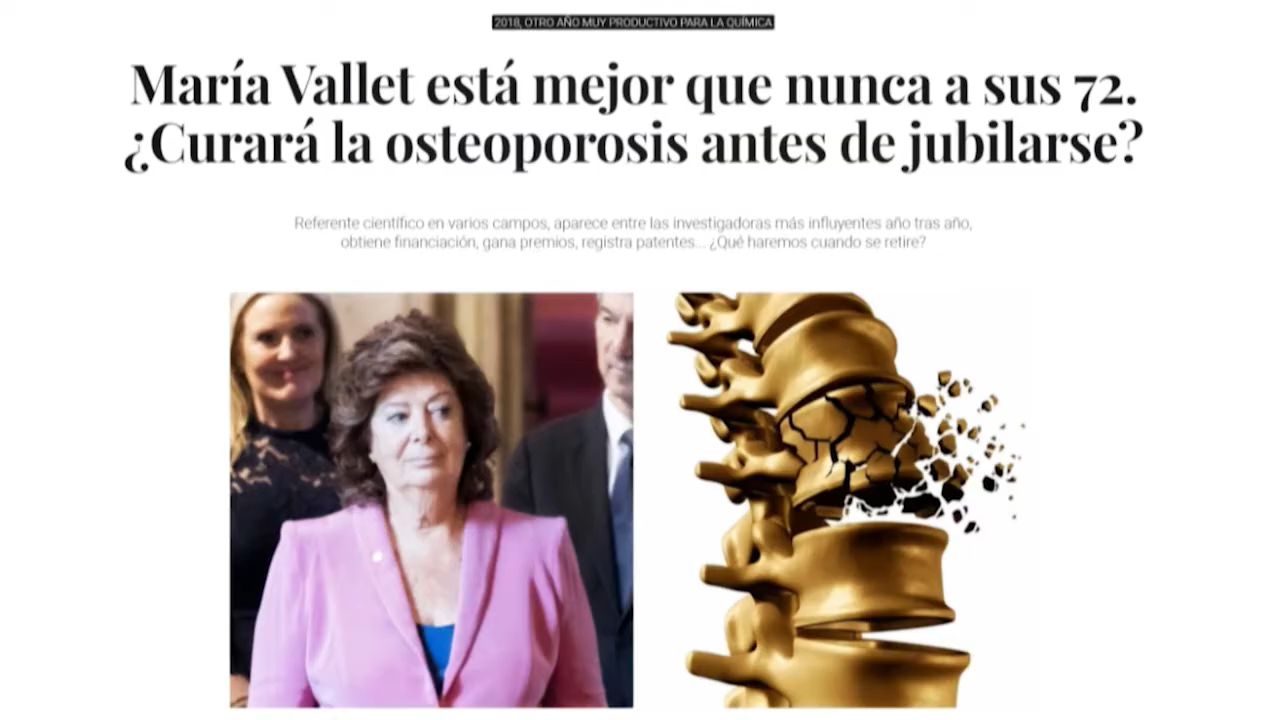 2018, OTRO AÑO MUY PRODUCTIVO PARA LA QUÍMICA
María Vallet está mejor que nunca a sus 72.
¿Curará la osteoporosis antes de jubilarse?
Referente científico en varios campos, aparece entre las investigadoras más influyentes año tras año,
obtiene financiación, gana premios, registra patentes... ¿Qué haremos cuando se retire?